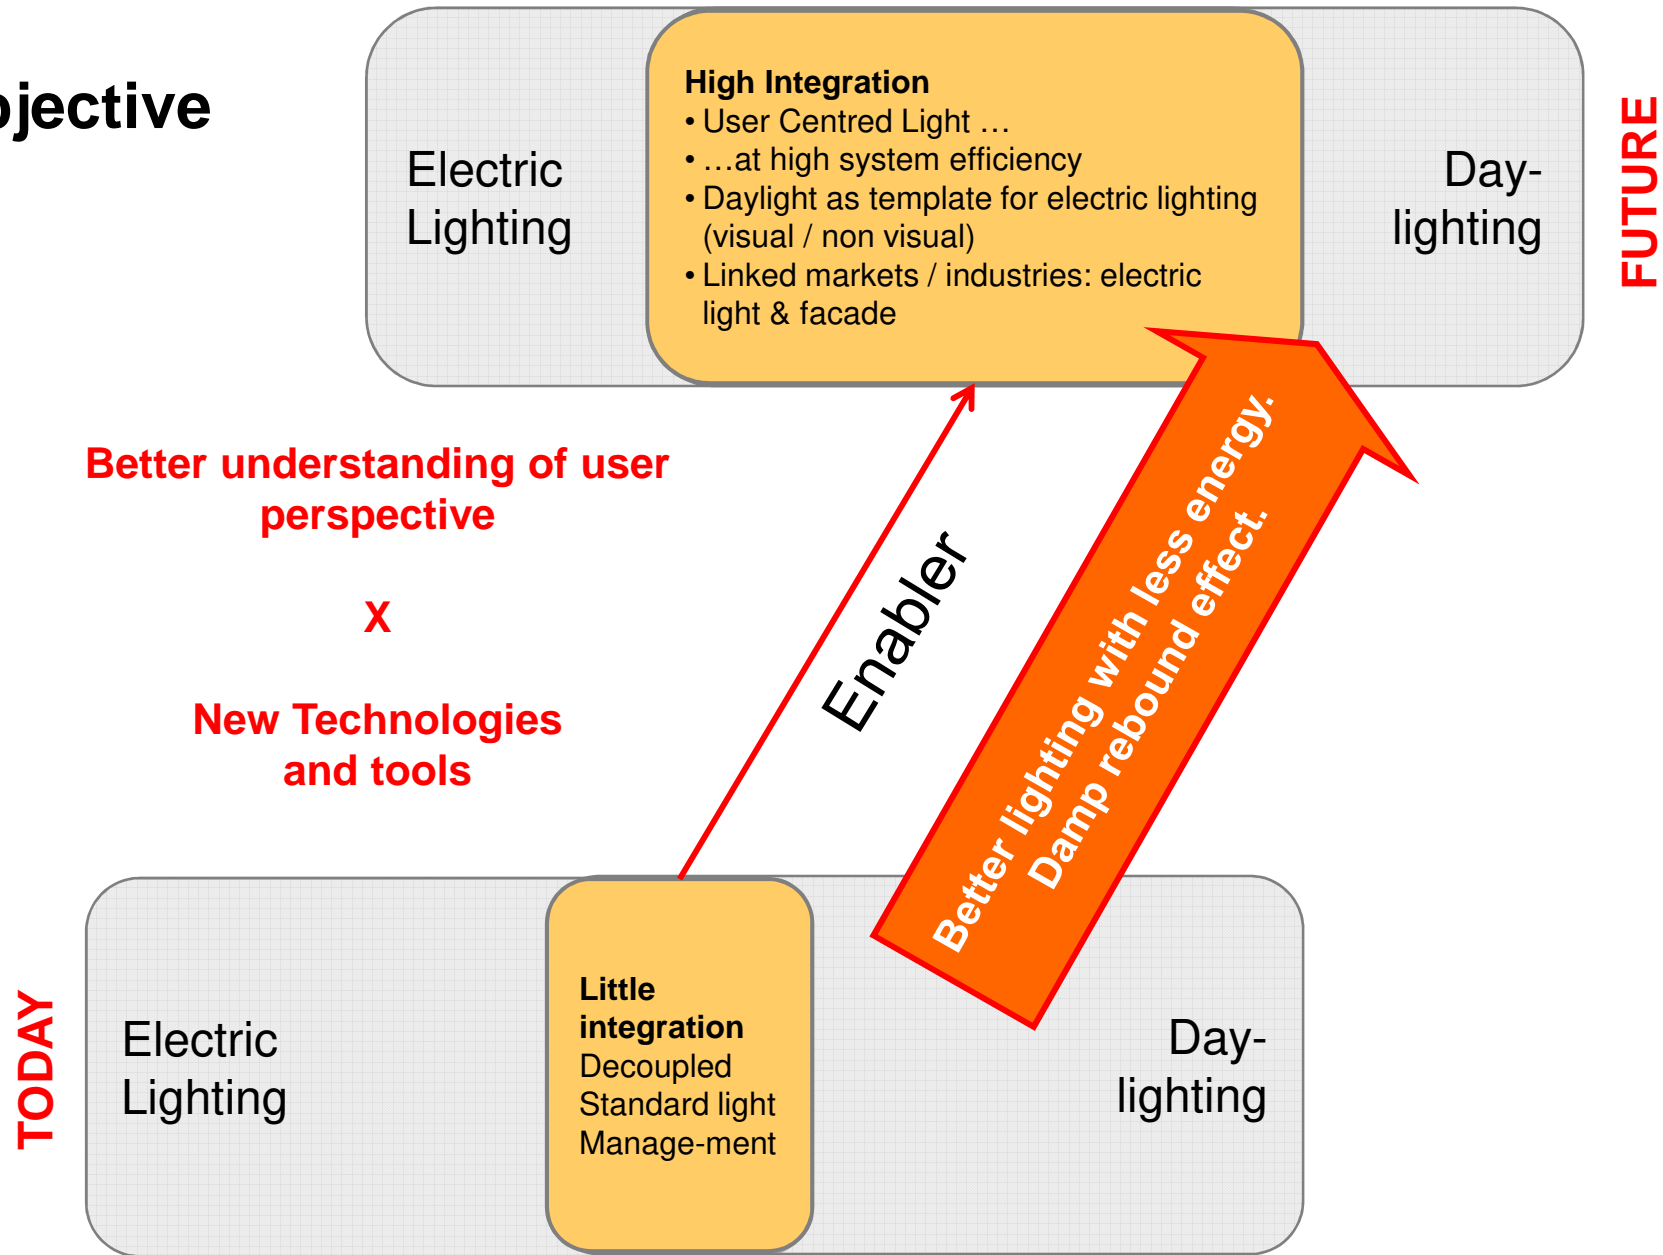 bjective
High Integration
• User Centred Light …
• …at high system efficiency
• Daylight as template for electric lighting
(visual / non visual)
• Linked markets / industries: electric
light & facade
Electric
Lighting
Day-
lighting
FUTURE
Better understanding of user
perspective
X
New Technologies
and tools
Enabler
Better lighting with less energy.
Damp rebound effect.
TODAY
Electric
Lighting
Little
integration
Decoupled
Standard light
Manage-ment
Day-
lighting